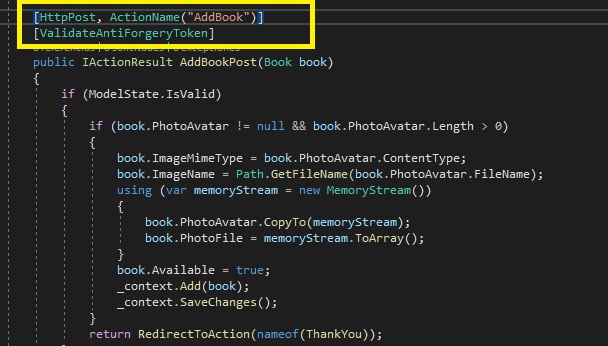 [HttpPost, ActionName("AddBook")]
[ValidateAntiForgeryToken]
public IActionResult AddBookPost(Book book)
{
if (ModelState.IsValid)
{
if (book.PhotoAvatar != null && book.PhotoAvatar.Length > 0)
{
book.ImageMimeType = book.PhotoAvatar.ContentType;
book.ImageName = Path.GetFileName(book.PhotoAvatar.FileName);
using (var memoryStream = new MemoryStream())
{
book.PhotoAvatar.CopyTo(memoryStream);
book.PhotoFile = memoryStream.ToArray();
}
book.Available = true;
_context.Add(book);
_context.SaveChanges();
}
return RedirectToAction(nameof(ThankYou));